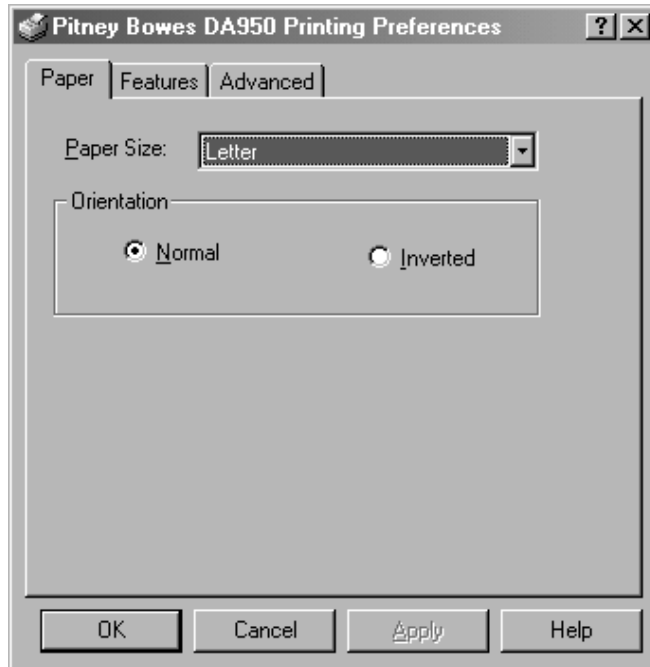 Pitney Bowes DA950 Printing Preferences
Paper Features Advanced
Paper Size: Letter
Orientation
Normal Inverted
OK Cancel Apply Help